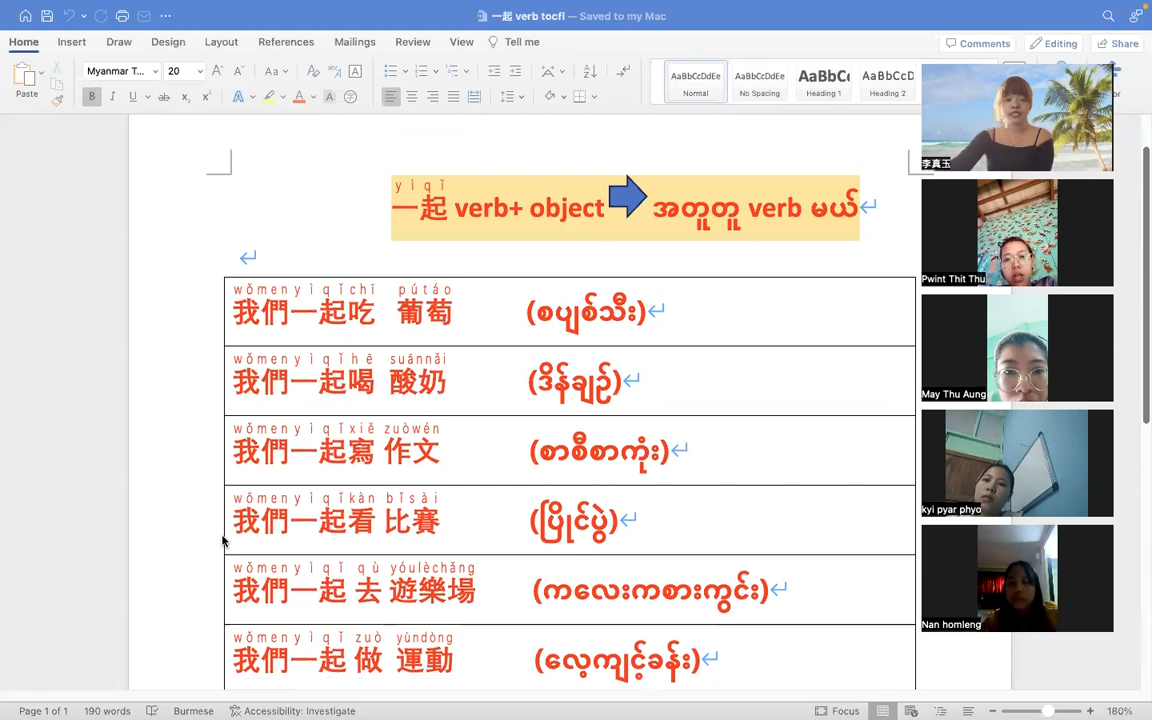 一起 verb tocfl — Saved to my Mac
Home Insert Draw Design Layout References Mailings Review View Tell me
Comments Editing Share
Paste
Myanmar T... 20
AaBbCcDdEe AaBbCcDdEe AaBbCc AaBbCcD
Normal No Spacing Heading 1 Heading 2
yìqǐ
一起 verb+ object အတူတူ verb မယ်
wǒmen yìqǐchī pútáo
我們一起吃 葡萄 (စပျစ်သီး)
wǒmen yìqǐhē suānnǎi
我們一起喝 酸奶 (ဒိန်ချဉ်)
wǒmen yìqǐxiě zuòwén
我們一起寫 作文 (စာစီစာကုံး)
wǒmen yìqǐkàn bǐsài
我們一起看 比賽 (ပြိုင်ပွဲ)
wǒmen yìqǐ qù yóulèchǎng
我們一起 去 遊樂場 (ကလေးကစားကွင်း)
wǒmen yìqǐ zuò yùndòng
我們一起 做 運動 (လေ့ကျင့်ခန်း)
李真玉
Pwint Thit Thu
May Thu Aung
kyi pyar phyo
Nan homleng
Page 1 of 1 190 words Burmese Accessibility: Investigate Focus 180%